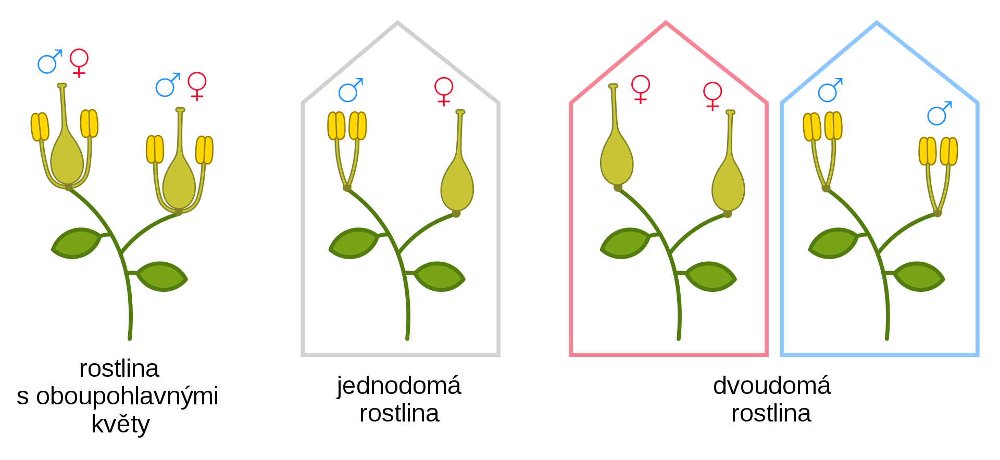 ♂♀
♂♀
♂
♀
♀
♀
♂
♂
rostlina
s oboupohlavnými
květy
jednodomá
rostlina
dvoudomá
rostlina